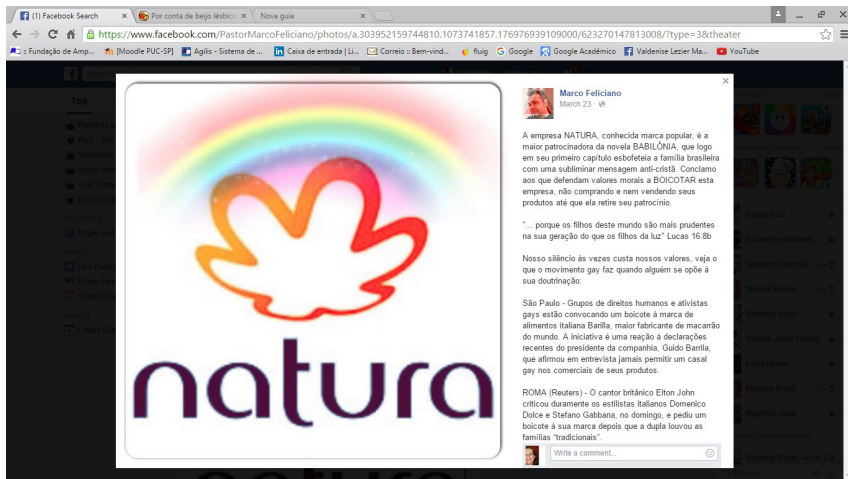 (1) Facebook Search
Por conta de beijo lésbico
Nova guia
https://www.facebook.com/PastorMarcoFeliciano/photos/a.303952159744810.1073741857.176976939109000/623270147813008/?type=3&theater
:: Fundação de Amp...
[Moodle PUC-SP]
Agilis - Sistema de ...
Caixa de entrada | Li...
Correio :: Bem-vind...
fluig
Google
Google Acadêmico
Valdenise Lezier Ma...
YouTube
Top
natura
Marco Feliciano
March 23
A empresa NATURA, conhecida marca popular, é a
maior patrocinadora da novela BABILÔNIA, que logo
em seu primeiro capítulo esbofeteia a família brasileira
com uma subliminar mensagem anti-cristã. Conclamo
aos que defendam valores morais a BOICOTAR esta
empresa, não comprando e nem vendendo seus
produtos até que ela retire seu patrocínio.
"... porque os filhos deste mundo são mais prudentes
na sua geração do que os filhos da luz" Lucas 16.8b
Nosso silêncio às vezes custa nossos valores, veja o
que o movimento gay faz quando alguém se opõe à
sua doutrinação:
São Paulo - Grupos de direitos humanos e ativistas
gays estão convocando um boicote à marca de
alimentos italiana Barilla, maior fabricante de macarrão
do mundo. A iniciativa é uma reação à declarações
recentes do presidente da companhia, Guido Barrila,
que afirmou em entrevista jamais permitir um casal
gay nos comerciais de seus produtos.
ROMA (Reuters) - O cantor britânico Elton John
criticou duramente os estilistas italianos Domenico
Dolce e Stefano Gabbana, no domingo, e pediu um
boicote à sua marca depois que a dupla louvou as
famílias "tradicionais".
Write a comment...